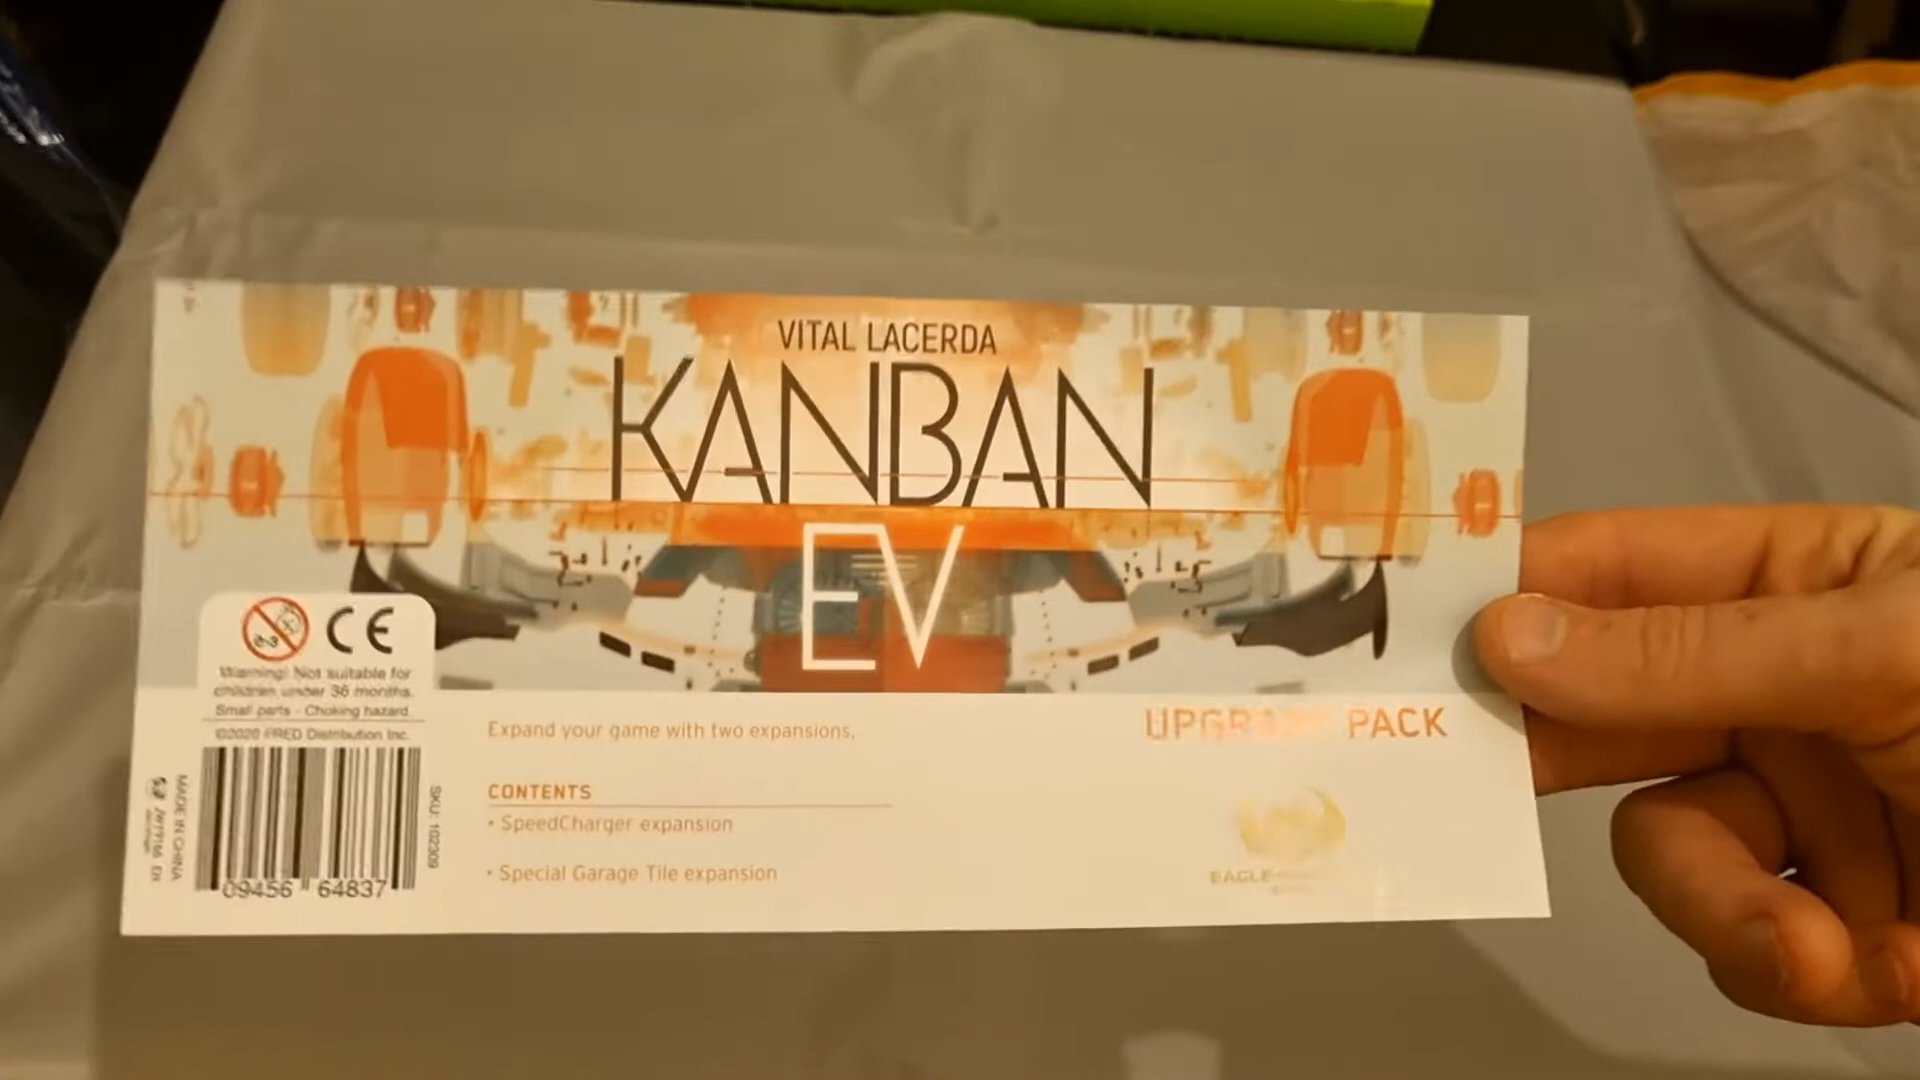 VITAL LACERDA
KANBAN
EV
0-3
CE
Warning! Not suitable for
children under 36 months.
Small parts - Choking hazard.
©2020 FRED Distribution Inc.
MADE IN CHINA
SKU: 102309
09456 64837
Expand your game with two expansions.
CONTENTS
• SpeedCharger expansion
• Special Garage Tile expansion
UPGRADE PACK
EAGLE